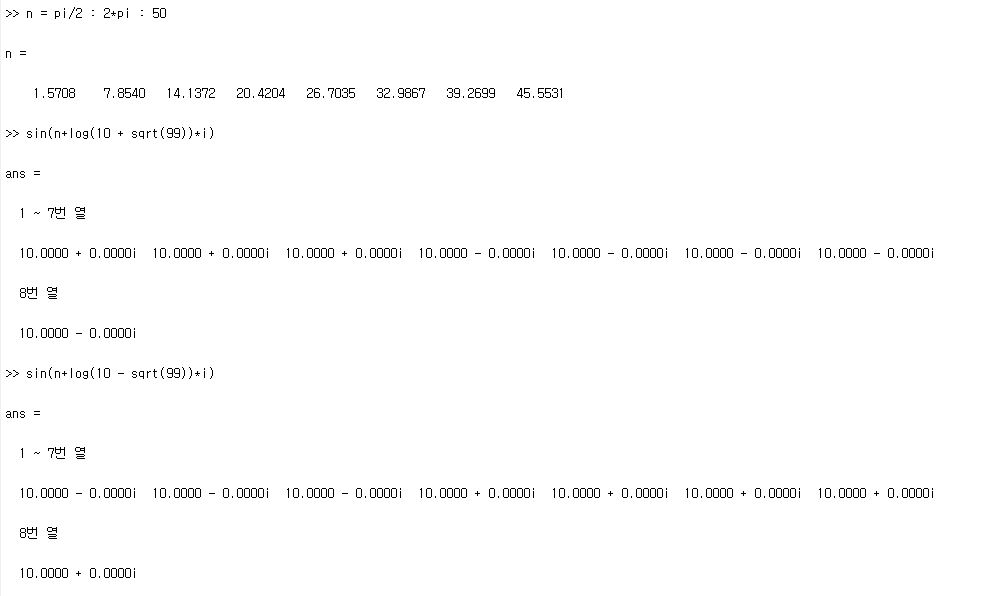 >> n = pi/2 : 2*pi : 50
n =
1.5708 7.8540 14.1372 20.4204 26.7035 32.9867 39.2699 45.5531
>> sin(n+log(10 + sqrt(99))*i)
ans =
1 ~ 7번 열
10.0000 + 0.0000i 10.0000 + 0.0000i 10.0000 + 0.0000i 10.0000 - 0.0000i 10.0000 - 0.0000i 10.0000 - 0.0000i 10.0000 - 0.0000i
8번 열
10.0000 - 0.0000i
>> sin(n+log(10 - sqrt(99))*i)
ans =
1 ~ 7번 열
10.0000 - 0.0000i 10.0000 - 0.0000i 10.0000 - 0.0000i 10.0000 + 0.0000i 10.0000 + 0.0000i 10.0000 + 0.0000i 10.0000 + 0.0000i
8번 열
10.0000 + 0.0000i